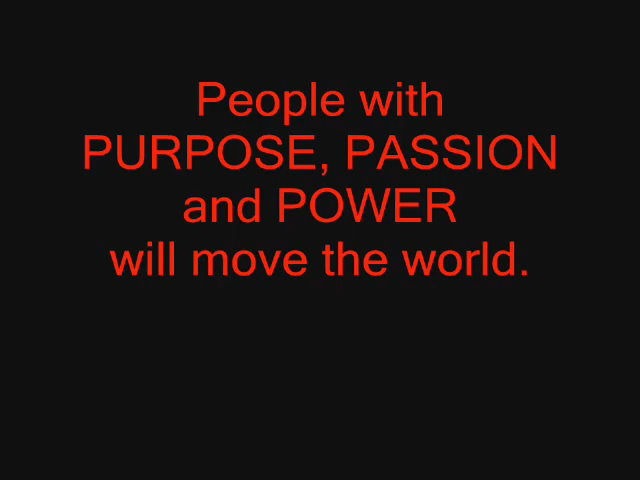 People with
PURPOSE, PASSION
and POWER
will move the world.